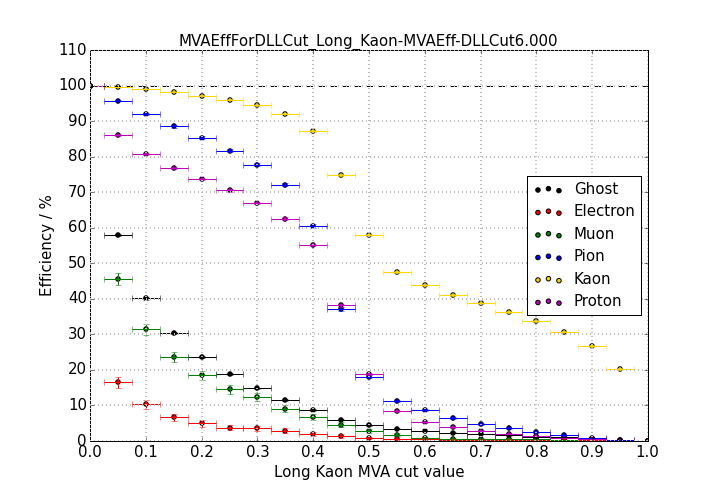 MVAEffForDLLCut_Long_Kaon-MVAEff-DLLCut6.000
110
100
90
80
70
60
50
40
30
20
10
0
Efficiency / %
Ghost
Electron
Muon
Pion
Kaon
Proton
0.0 0.1 0.2 0.3 0.4 0.5 0.6 0.7 0.8 0.9 1.0
Long Kaon MVA cut value